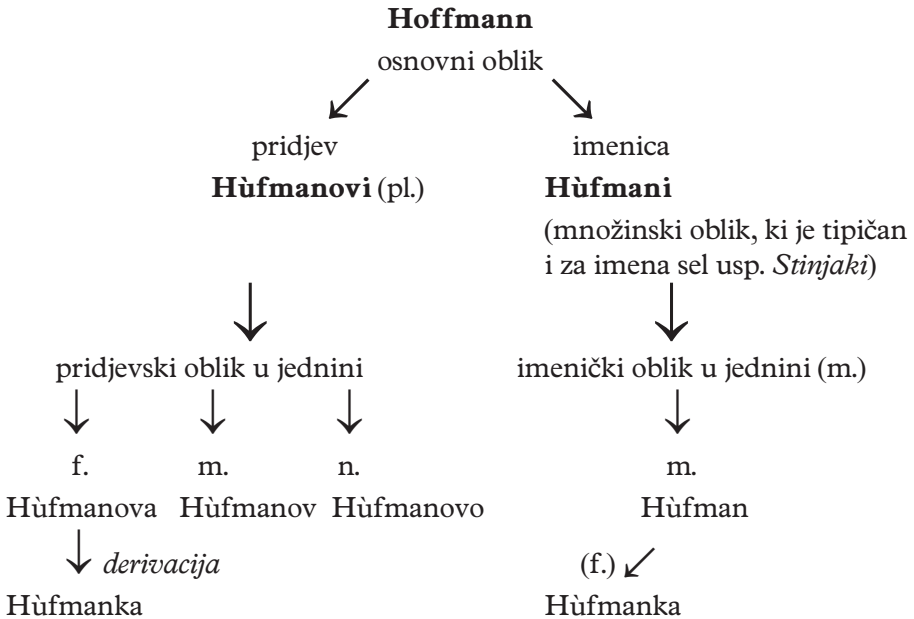 Hoffmann
osnovni oblik
pridjev imenica
Hùfmanovi (pl.) Hùfmani
(množinski oblik, ki je tipičan
i za imena sel usp. Stinjaki)
pridjevski oblik u jednini imenički oblik u jednini (m.)
f. m. n. m.
Hùfmanova Hùfmanov Hùfmanovo Hùfman
derivacija (f.)
Hùfmanka Hùfmanka